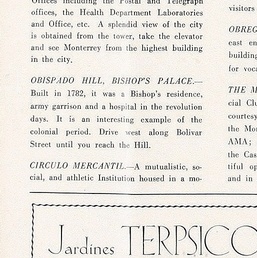 Offices including the Postal and Telegraph
offices, the Health Department Laboratories
and Office, etc. A splendid view of the city
is obtained from the tower, take the elevator
and see Monterrey from the highest building
in the city.
OBISPADO HILL, BISHOP'S PALACE.—
Built in 1782, it was a Bishop's residence,
army garrison and a hospital in the revolution
days. It is an interesting example of the
colonial period. Drive west along Bolivar
Street until you reach the Hill.
CIRCULO MERCANTIL.—A mutualistic, so-
cial, and athletic Institution housed in a mo-
visitors
OBREG
east en
building
for voca
THE M
cial Clu
courtesy
the Mon
AMA;
the Cas
tiful op
and in
Jardines TERPSICO